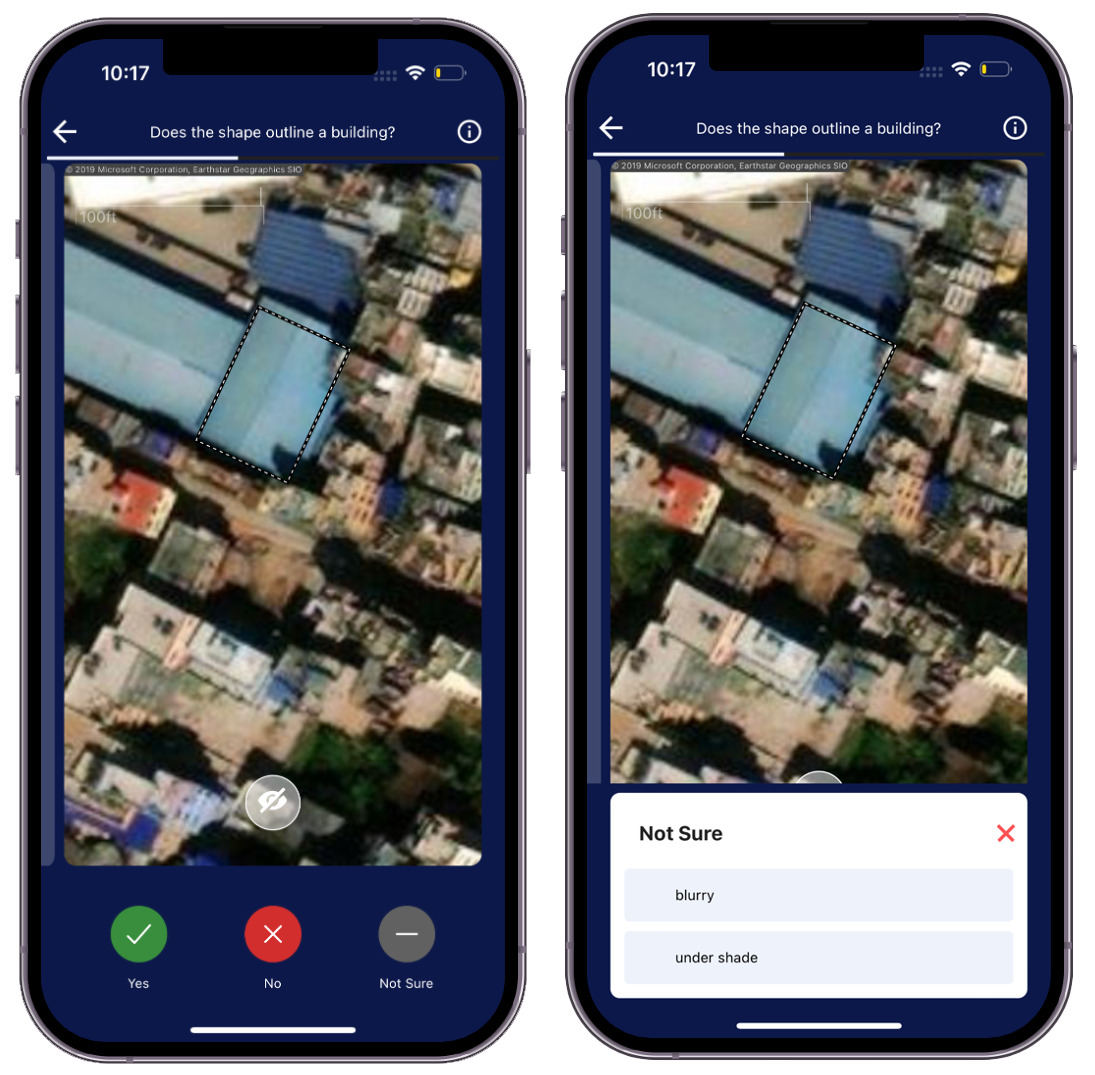 10:17
Does the shape outline a building?
© 2019 Microsoft Corporation, Earthstar Geographics SIO
100ft
Yes
No
Not Sure
10:17
Does the shape outline a building?
© 2019 Microsoft Corporation, Earthstar Geographics SIO
100ft
Not Sure
blurry
under shade